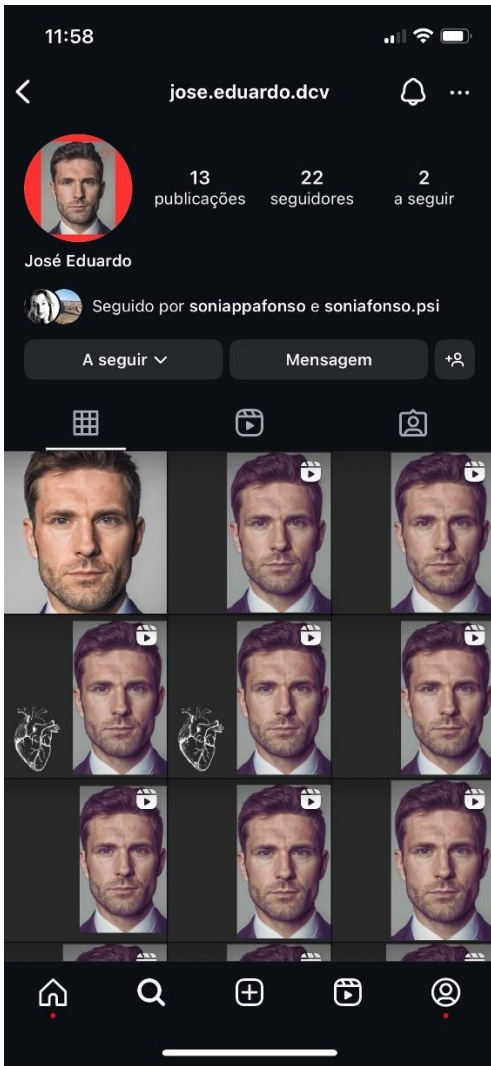 11:58
jose.eduardo.dcv
13 22 2
publicações seguidores a seguir
José Eduardo
Seguido por soniappafonso e soniafonso.psi
A seguir Mensagem